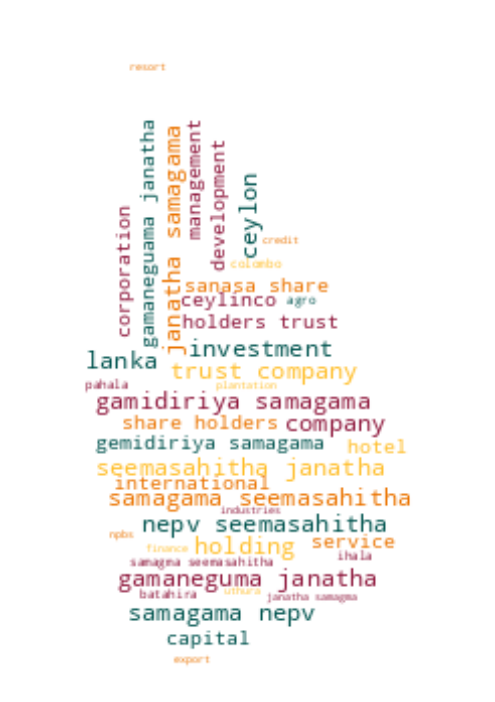 resort
gamaneguama janatha
janatha samagama
management
development
corporation
ceylon
credit
colombo
sanasa share
ceylinco
agro
holders trust
investment
lanka
trust company
pahala
plantation
gamidiriya samagama
share holders
company
gemidiriya samagama
hotel
seemasahitha janatha
international
samagama seemasahitha
industries
nepv seemasahitha
npbs
service
finance
holding
ihala
samagma seemasahitha
gamaneguma janatha
batahira
uthura
janatha samagma
samagama nepv
capital
export